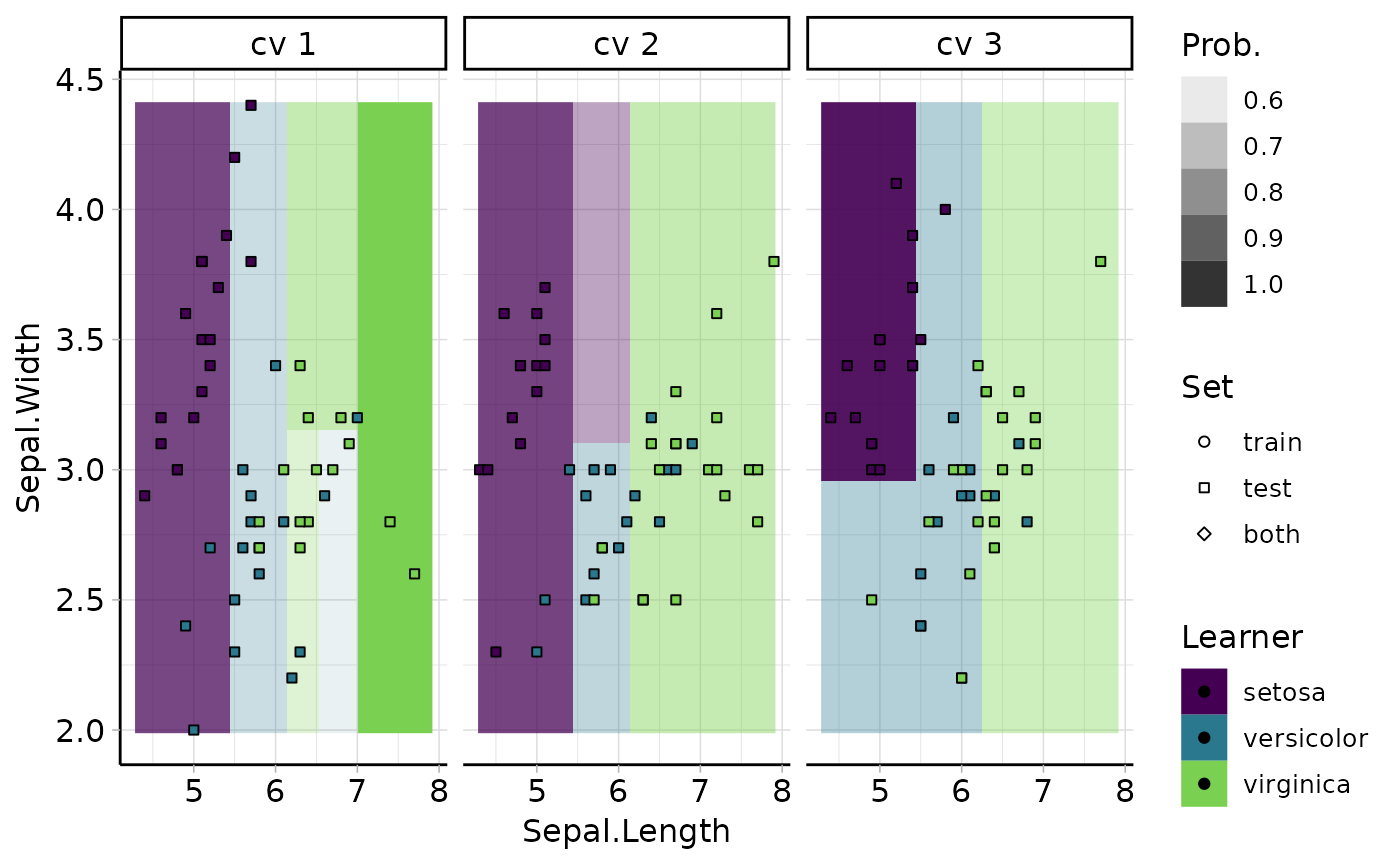 cv 1
cv 2
cv 3
4.5
4.0
3.5
3.0
2.5
2.0
Sepal.Width
5 6 7 8
5 6 7 8
5 6 7 8
Sepal.Length
Prob.
0.6
0.7
0.8
0.9
1.0
Set
train
test
both
Learner
setosa
versicolor
virginica